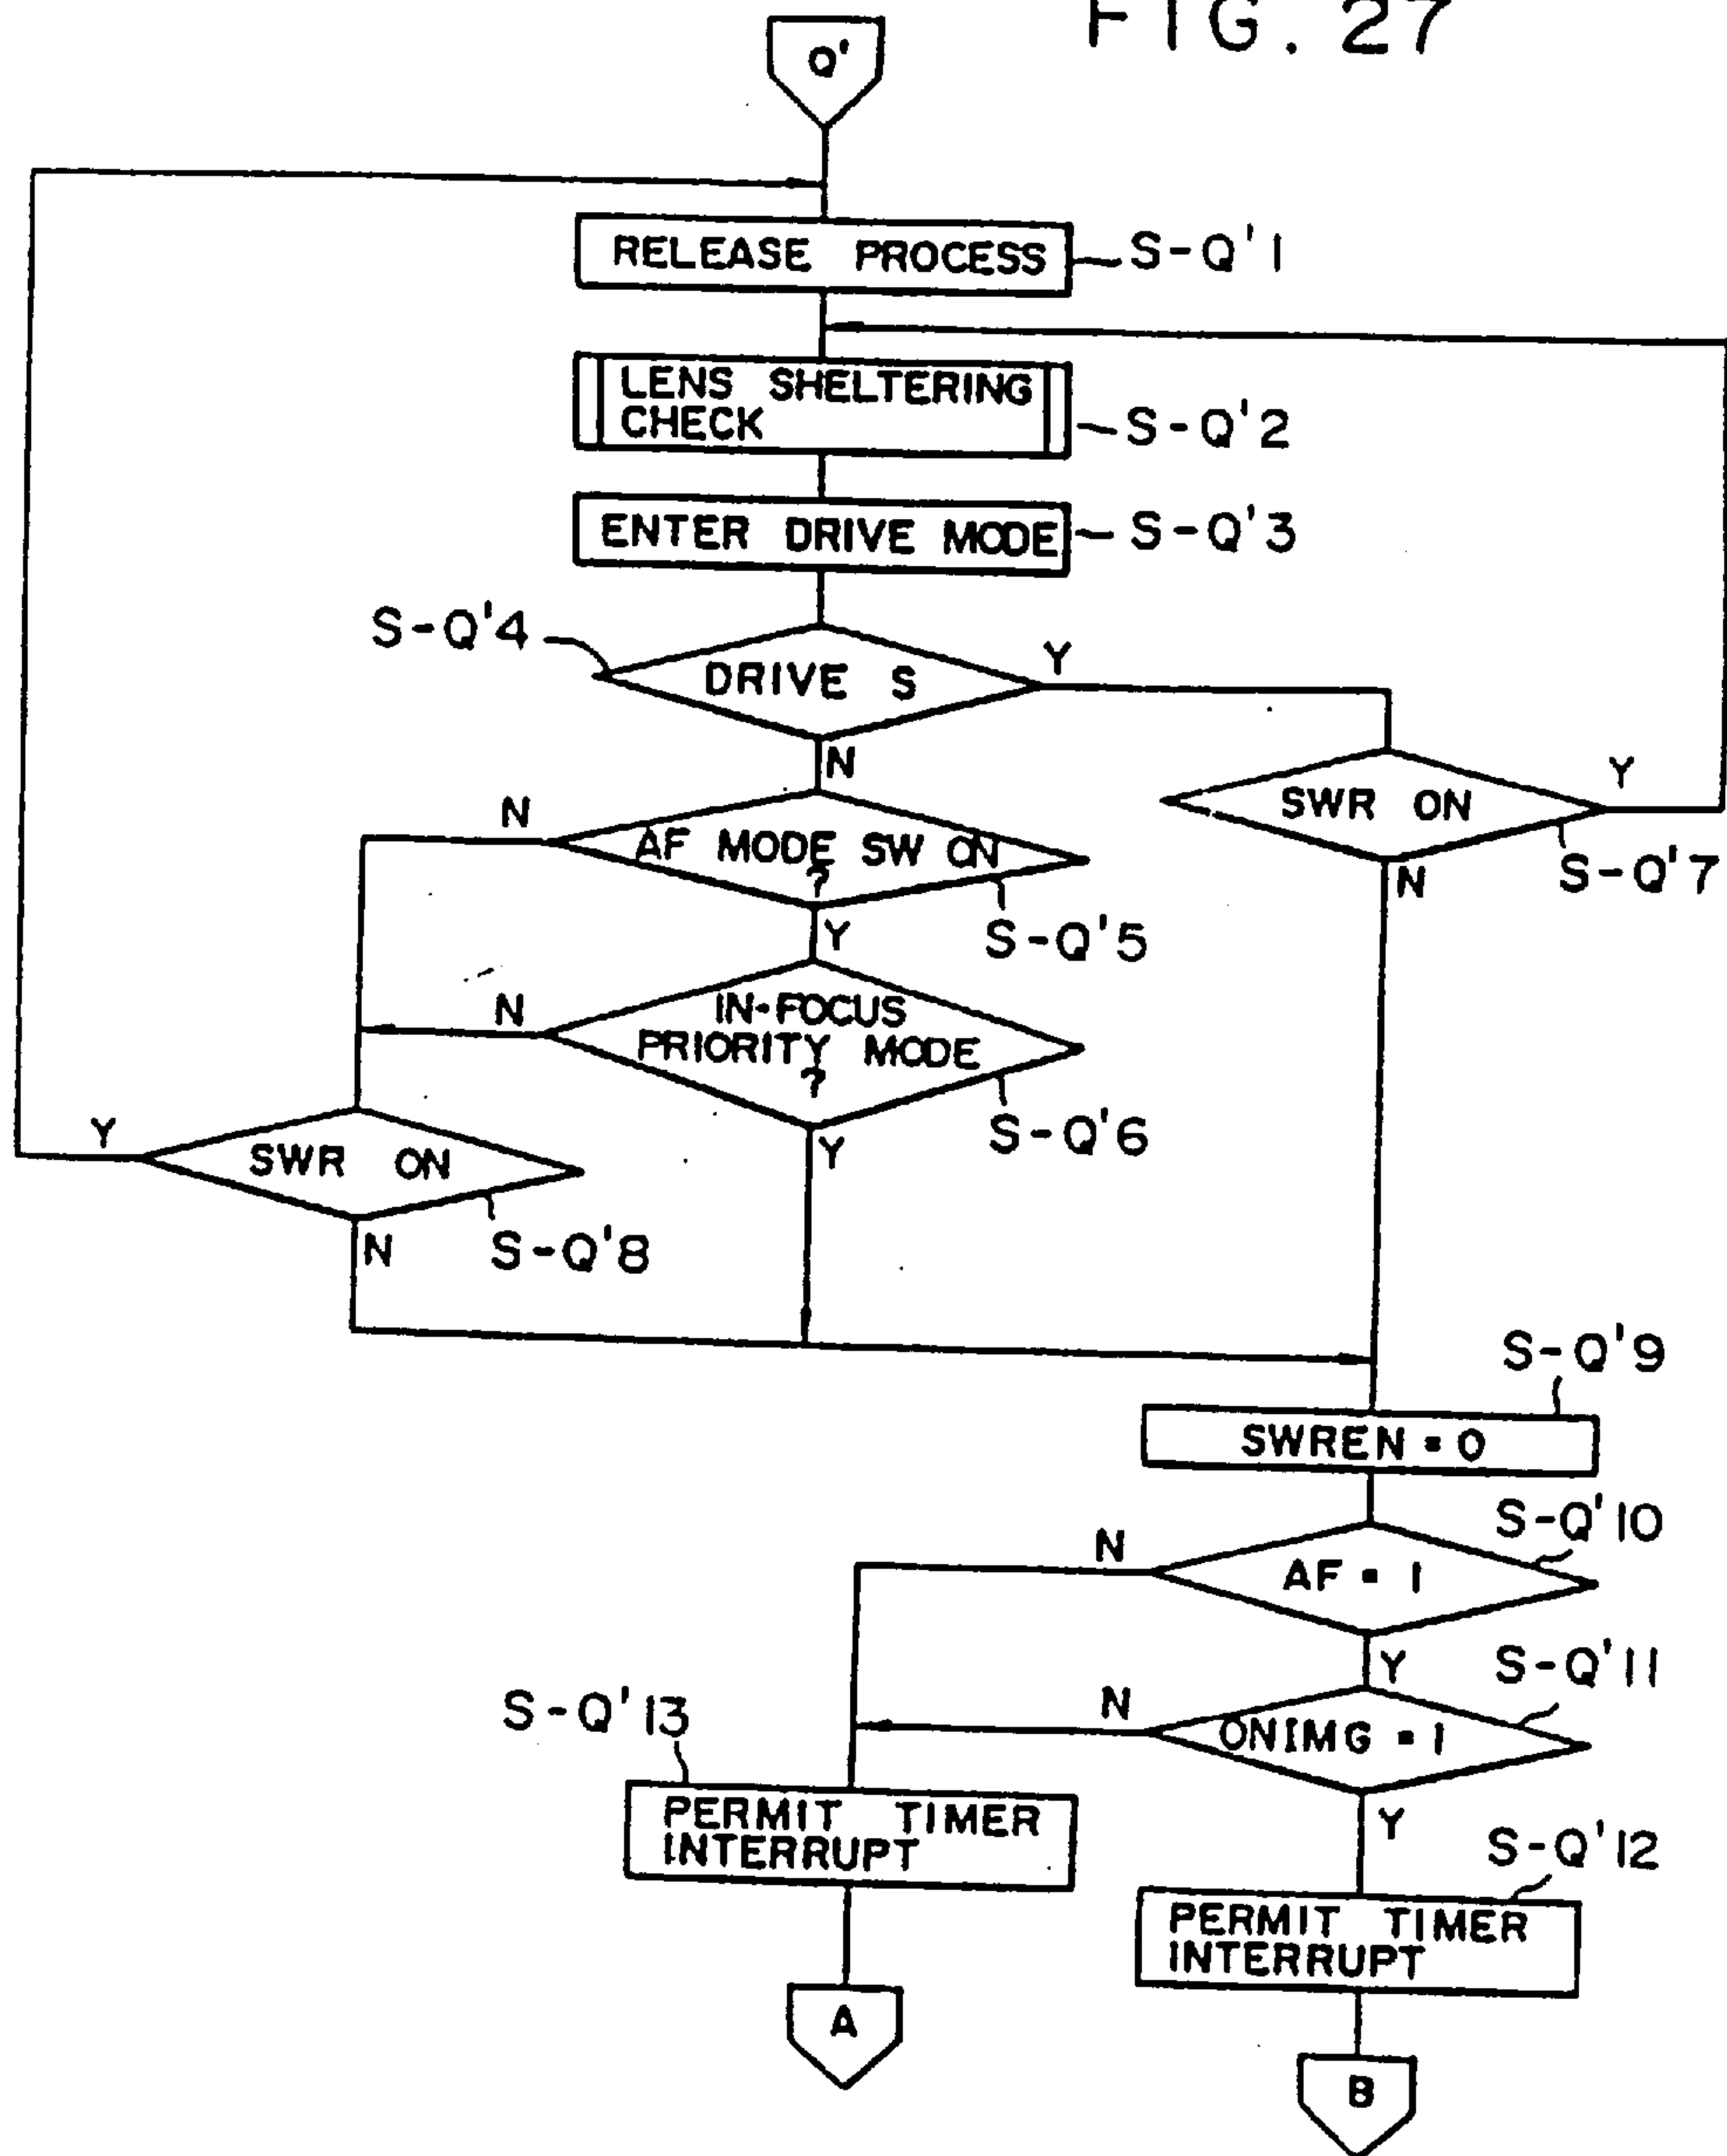 FIG. 27
Q'
RELEASE PROCESS
S-Q'1
LENS SHELTERING
CHECK
S-Q'2
ENTER DRIVE MODE
S-Q'3
S-Q'4
DRIVE S
Y
N
SWR ON
Y
S-Q'7
N
N
AF MODE SW ON
?
S-Q'5
Y
N
IN-FOCUS
PRIORITY MODE
?
S-Q'6
Y
Y
SWR ON
S-Q'8
N
S-Q'9
SWREN = 0
S-Q'10
N
AF = 1
Y
S-Q'11
N
ONIMG = 1
Y
S-Q'13
PERMIT TIMER
INTERRUPT
S-Q'12
PERMIT TIMER
INTERRUPT
A
B